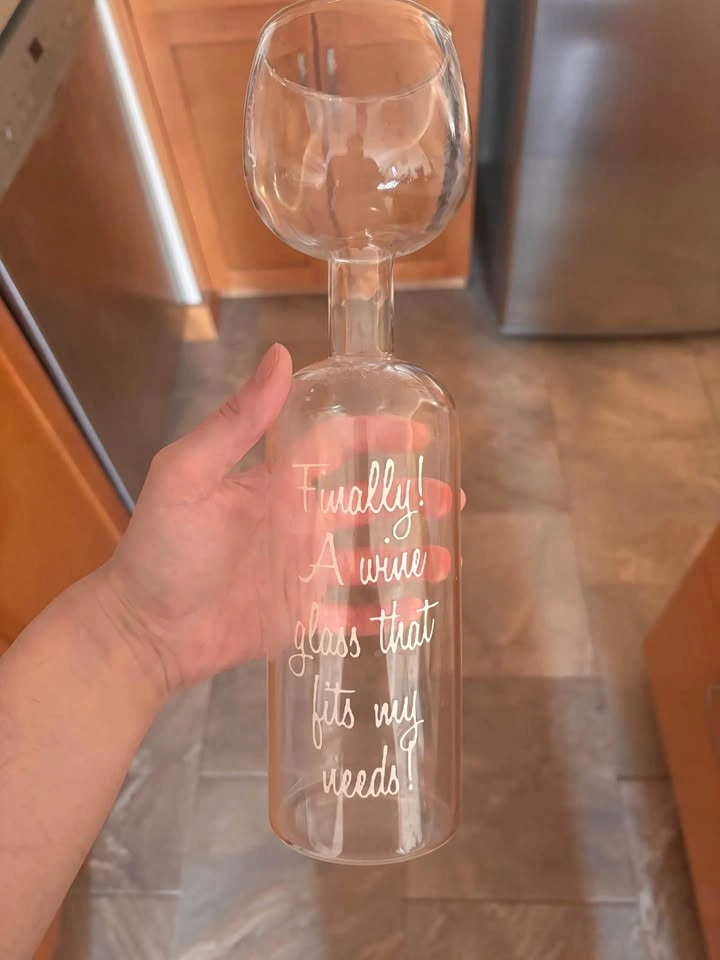 Finally!
A wine
glass that
fits my
needs!